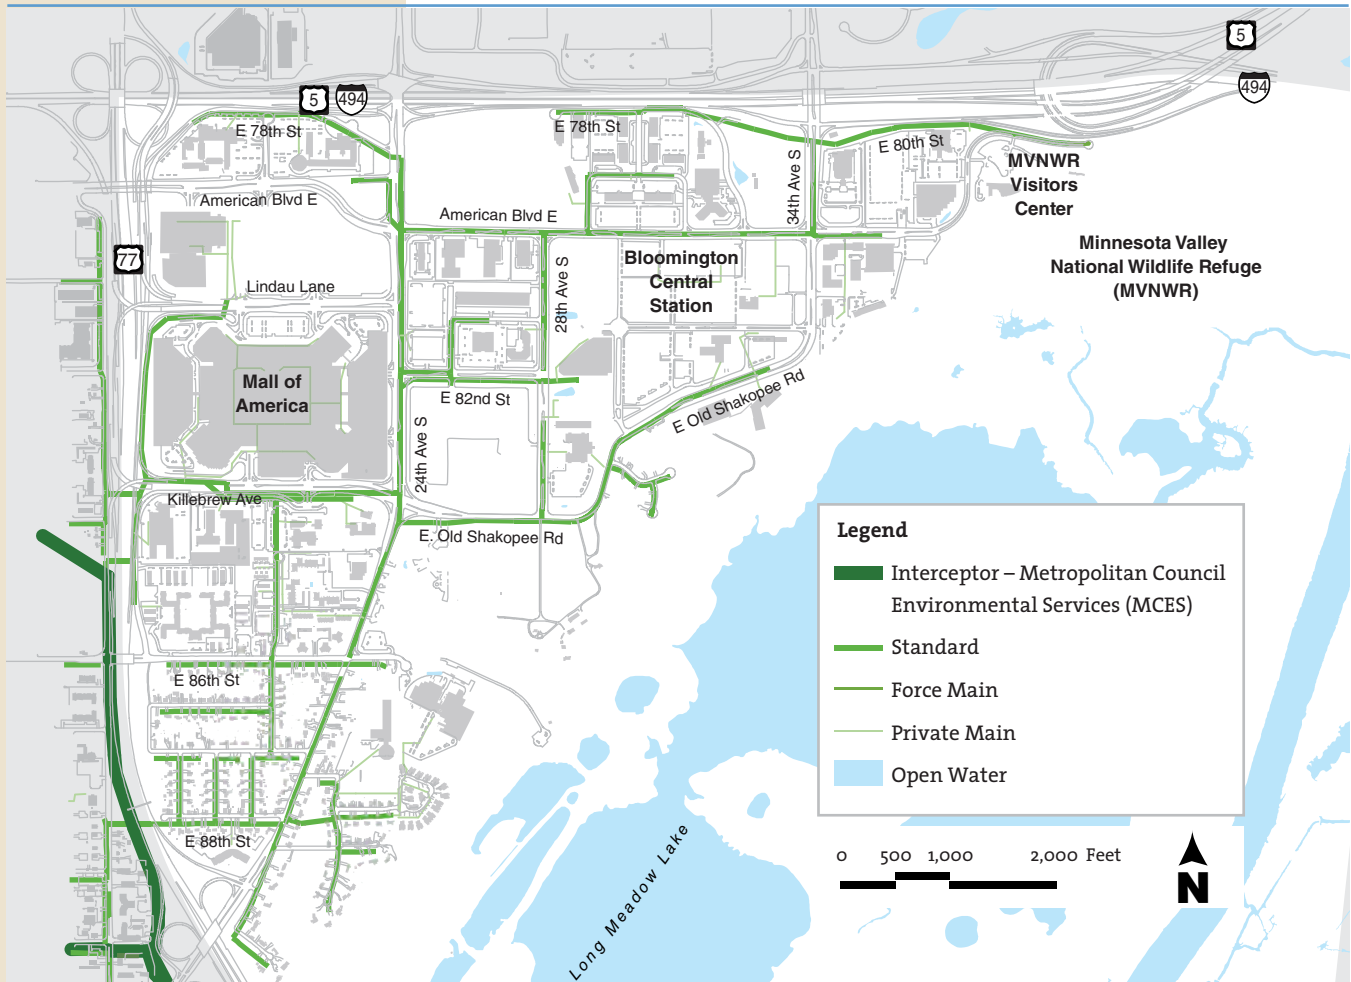 5
494
5
494
E 78th St
E 78th St
E 80th St
34th Ave S
MVNWR
Visitors
Center
American Blvd E
American Blvd E
Minnesota Valley
National Wildlife Refuge
(MVNWR)
77
Bloomington
Central
Station
28th Ave S
Lindau Lane
Mall of
America
E 82nd St
E Old Shakopee Rd
24th Ave S
Killebrew Ave
E. Old Shakopee Rd
E 86th St
E 88th St
Long Meadow Lake
Legend
Interceptor – Metropolitan Council
Environmental Services (MCES)
Standard
Force Main
Private Main
Open Water
0 500 1,000 2,000 Feet
N